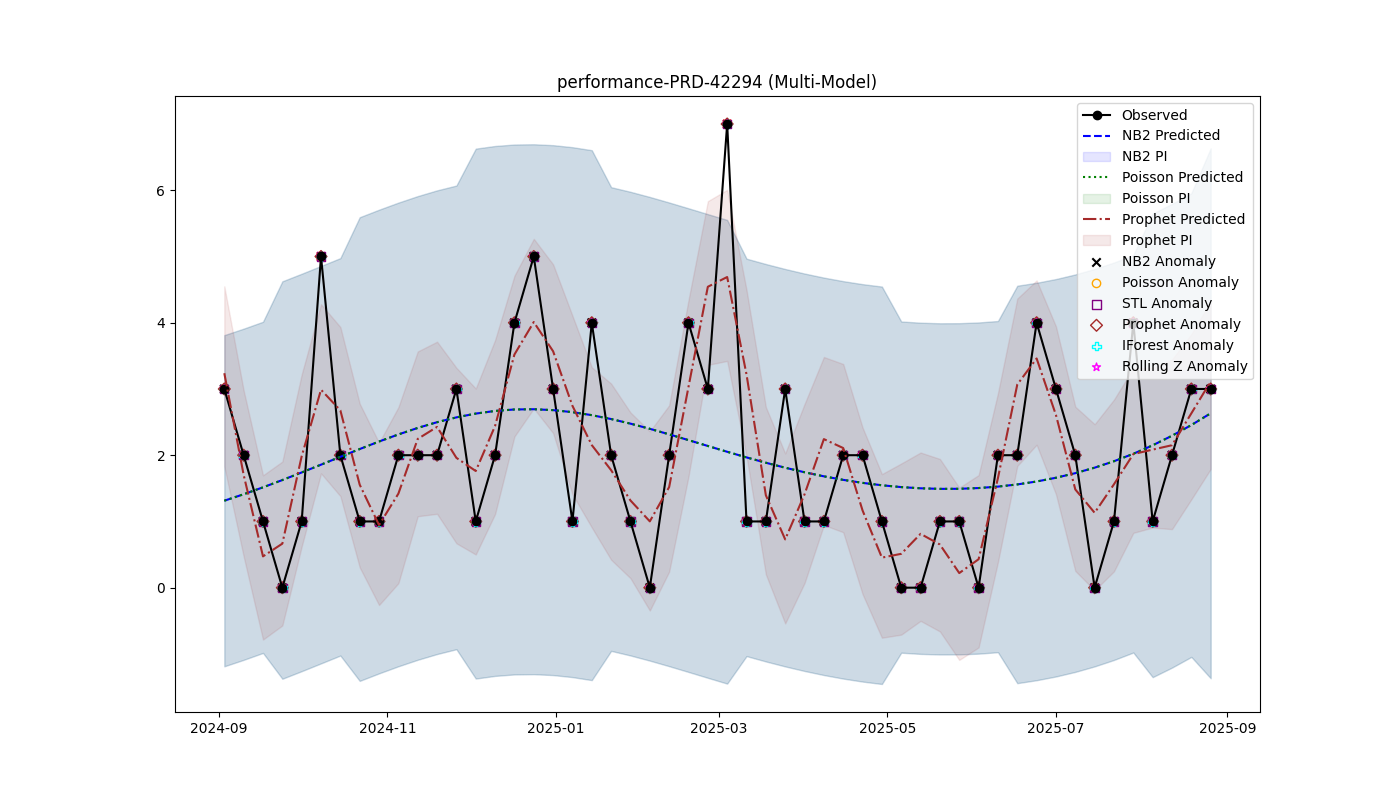 performance-PRD-42294 (Multi-Model)
Observed
NB2 Predicted
NB2 PI
Poisson Predicted
Poisson PI
Prophet Predicted
Prophet PI
NB2 Anomaly
Poisson Anomaly
STL Anomaly
Prophet Anomaly
IForest Anomaly
Rolling Z Anomaly
6
4
2
0
2024-09 2024-11 2025-01 2025-03 2025-05 2025-07 2025-09